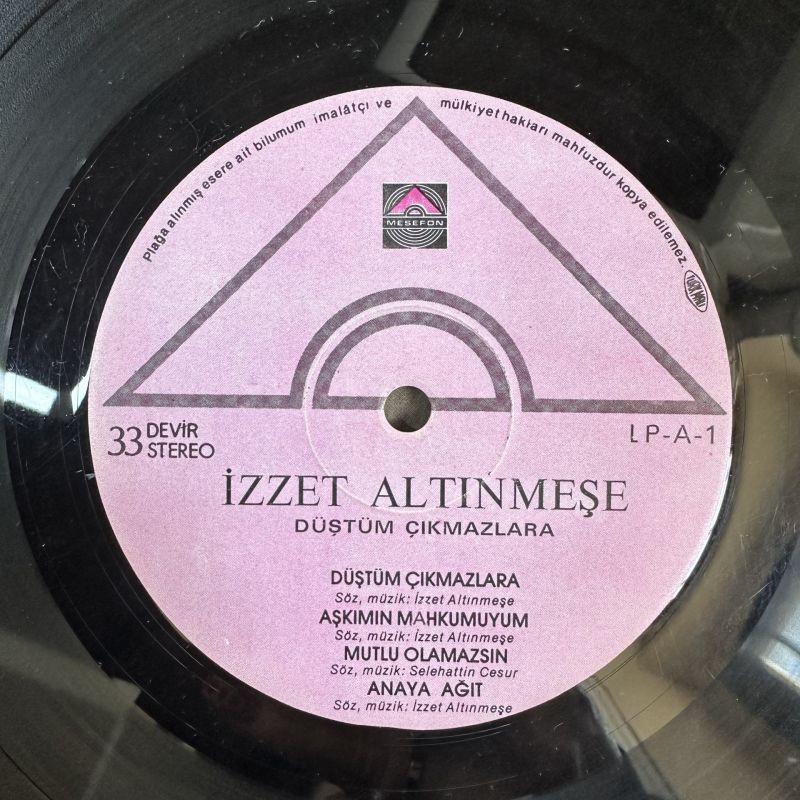 Plağa alınmış esere ait bilumum imalâtçı ve mülkiyet hakları mahfuzdur kopya edilemez.
MESEFON
33 DEVİR
STEREO
LP-A-1
İZZET ALTINMEŞE
DÜŞTÜM ÇIKMAZLARA
DÜŞTÜM ÇIKMAZLARA
Söz, müzik: İzzet Altınmeşe
AŞKIMIN MAHKUMUYUM
Söz, müzik: İzzet Altınmeşe
MUTLU OLAMAZSIN
Söz, müzik: Selehattin Cesur
ANAYA AĞIT
Söz, müzik: İzzet Altınmeşe